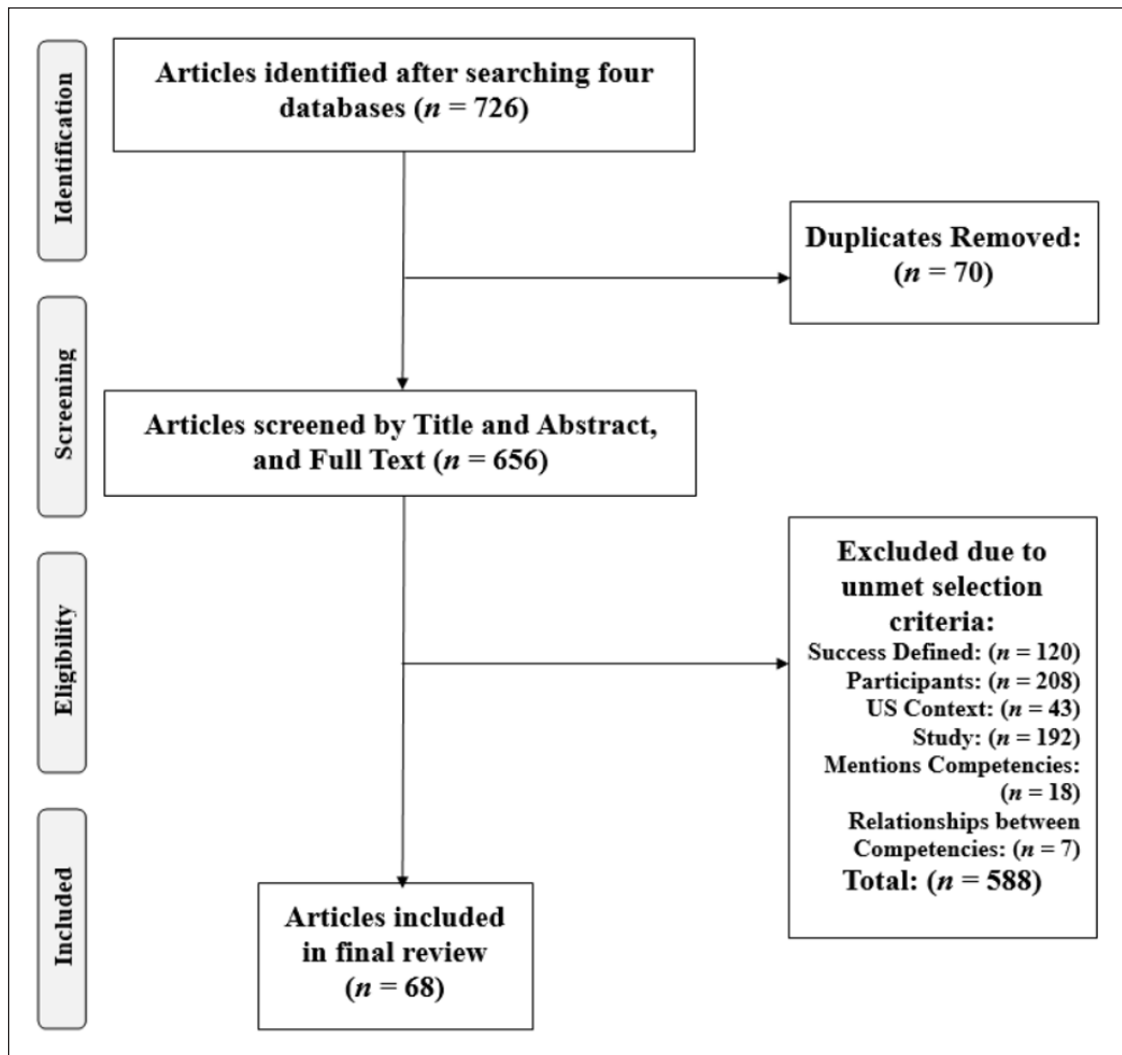 Identification
Articles identified after searching four
databases (n = 726)
Duplicates Removed:
(n = 70)
Screening
Articles screened by Title and Abstract,
and Full Text (n = 656)
Eligibility
Excluded due to
unmet selection
criteria:
Success Defined: (n = 120)
Participants: (n = 208)
US Context: (n = 43)
Study: (n = 192)
Mentions Competencies:
(n = 18)
Relationships between
Competencies: (n = 7)
Total: (n = 588)
Included
Articles included
in final review
(n = 68)